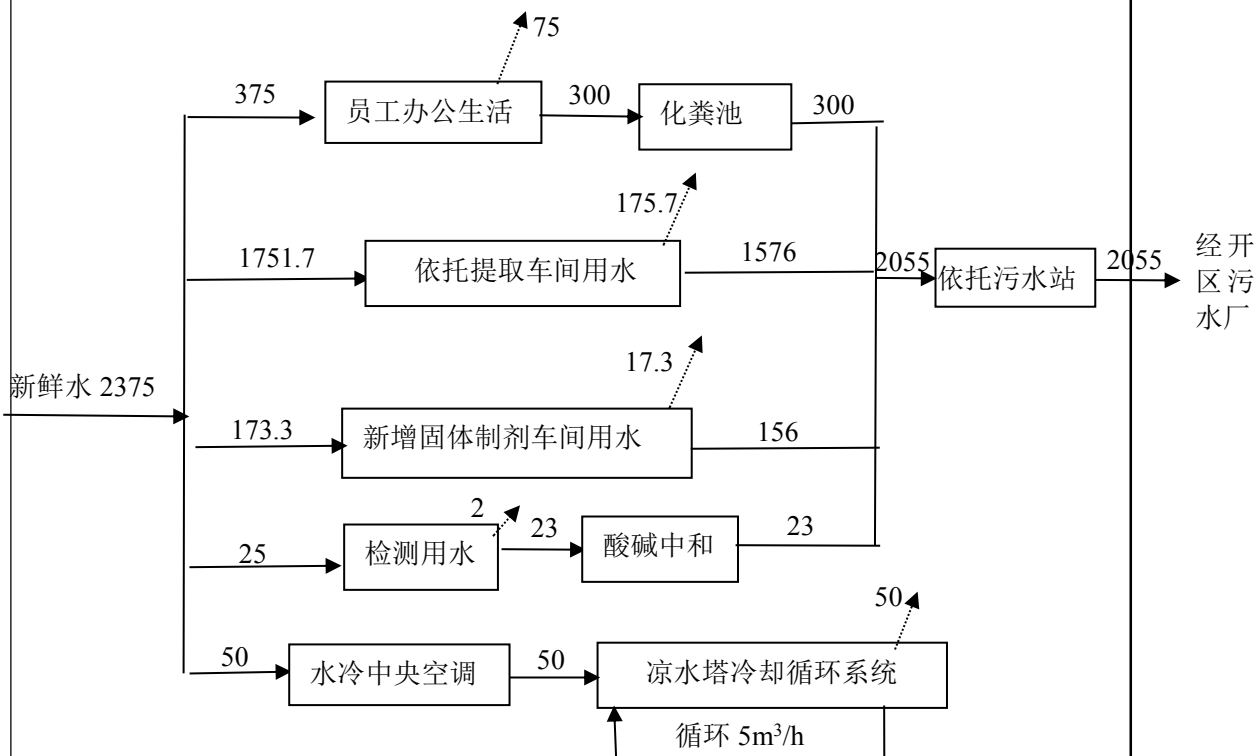 75
375
员工办公生活
300
化粪池
300
175.7
1751.7
依托提取车间用水
1576
2055
依托污水站
2055
经开
区污
水厂
17.3
新鲜水 2375
173.3
新增固体制剂车间用水
156
2
25
检测用水
23
酸碱中和
23
50
50
水冷中央空调
50
凉水塔冷却循环系统
循环 5m³/h